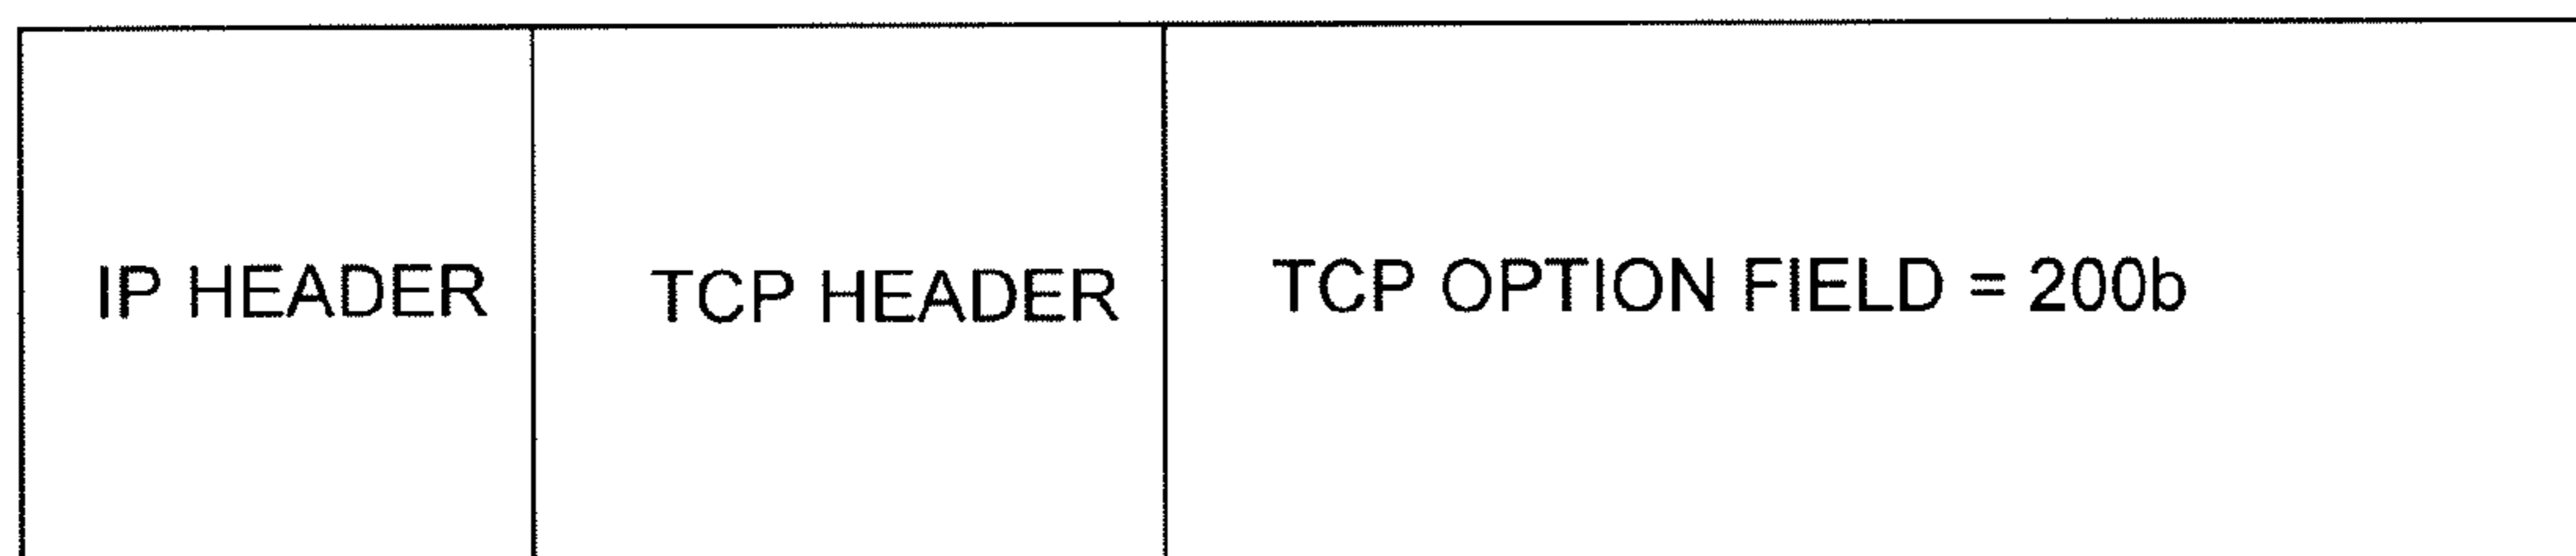 IP HEADER
TCP HEADER
TCP OPTION FIELD = 200b